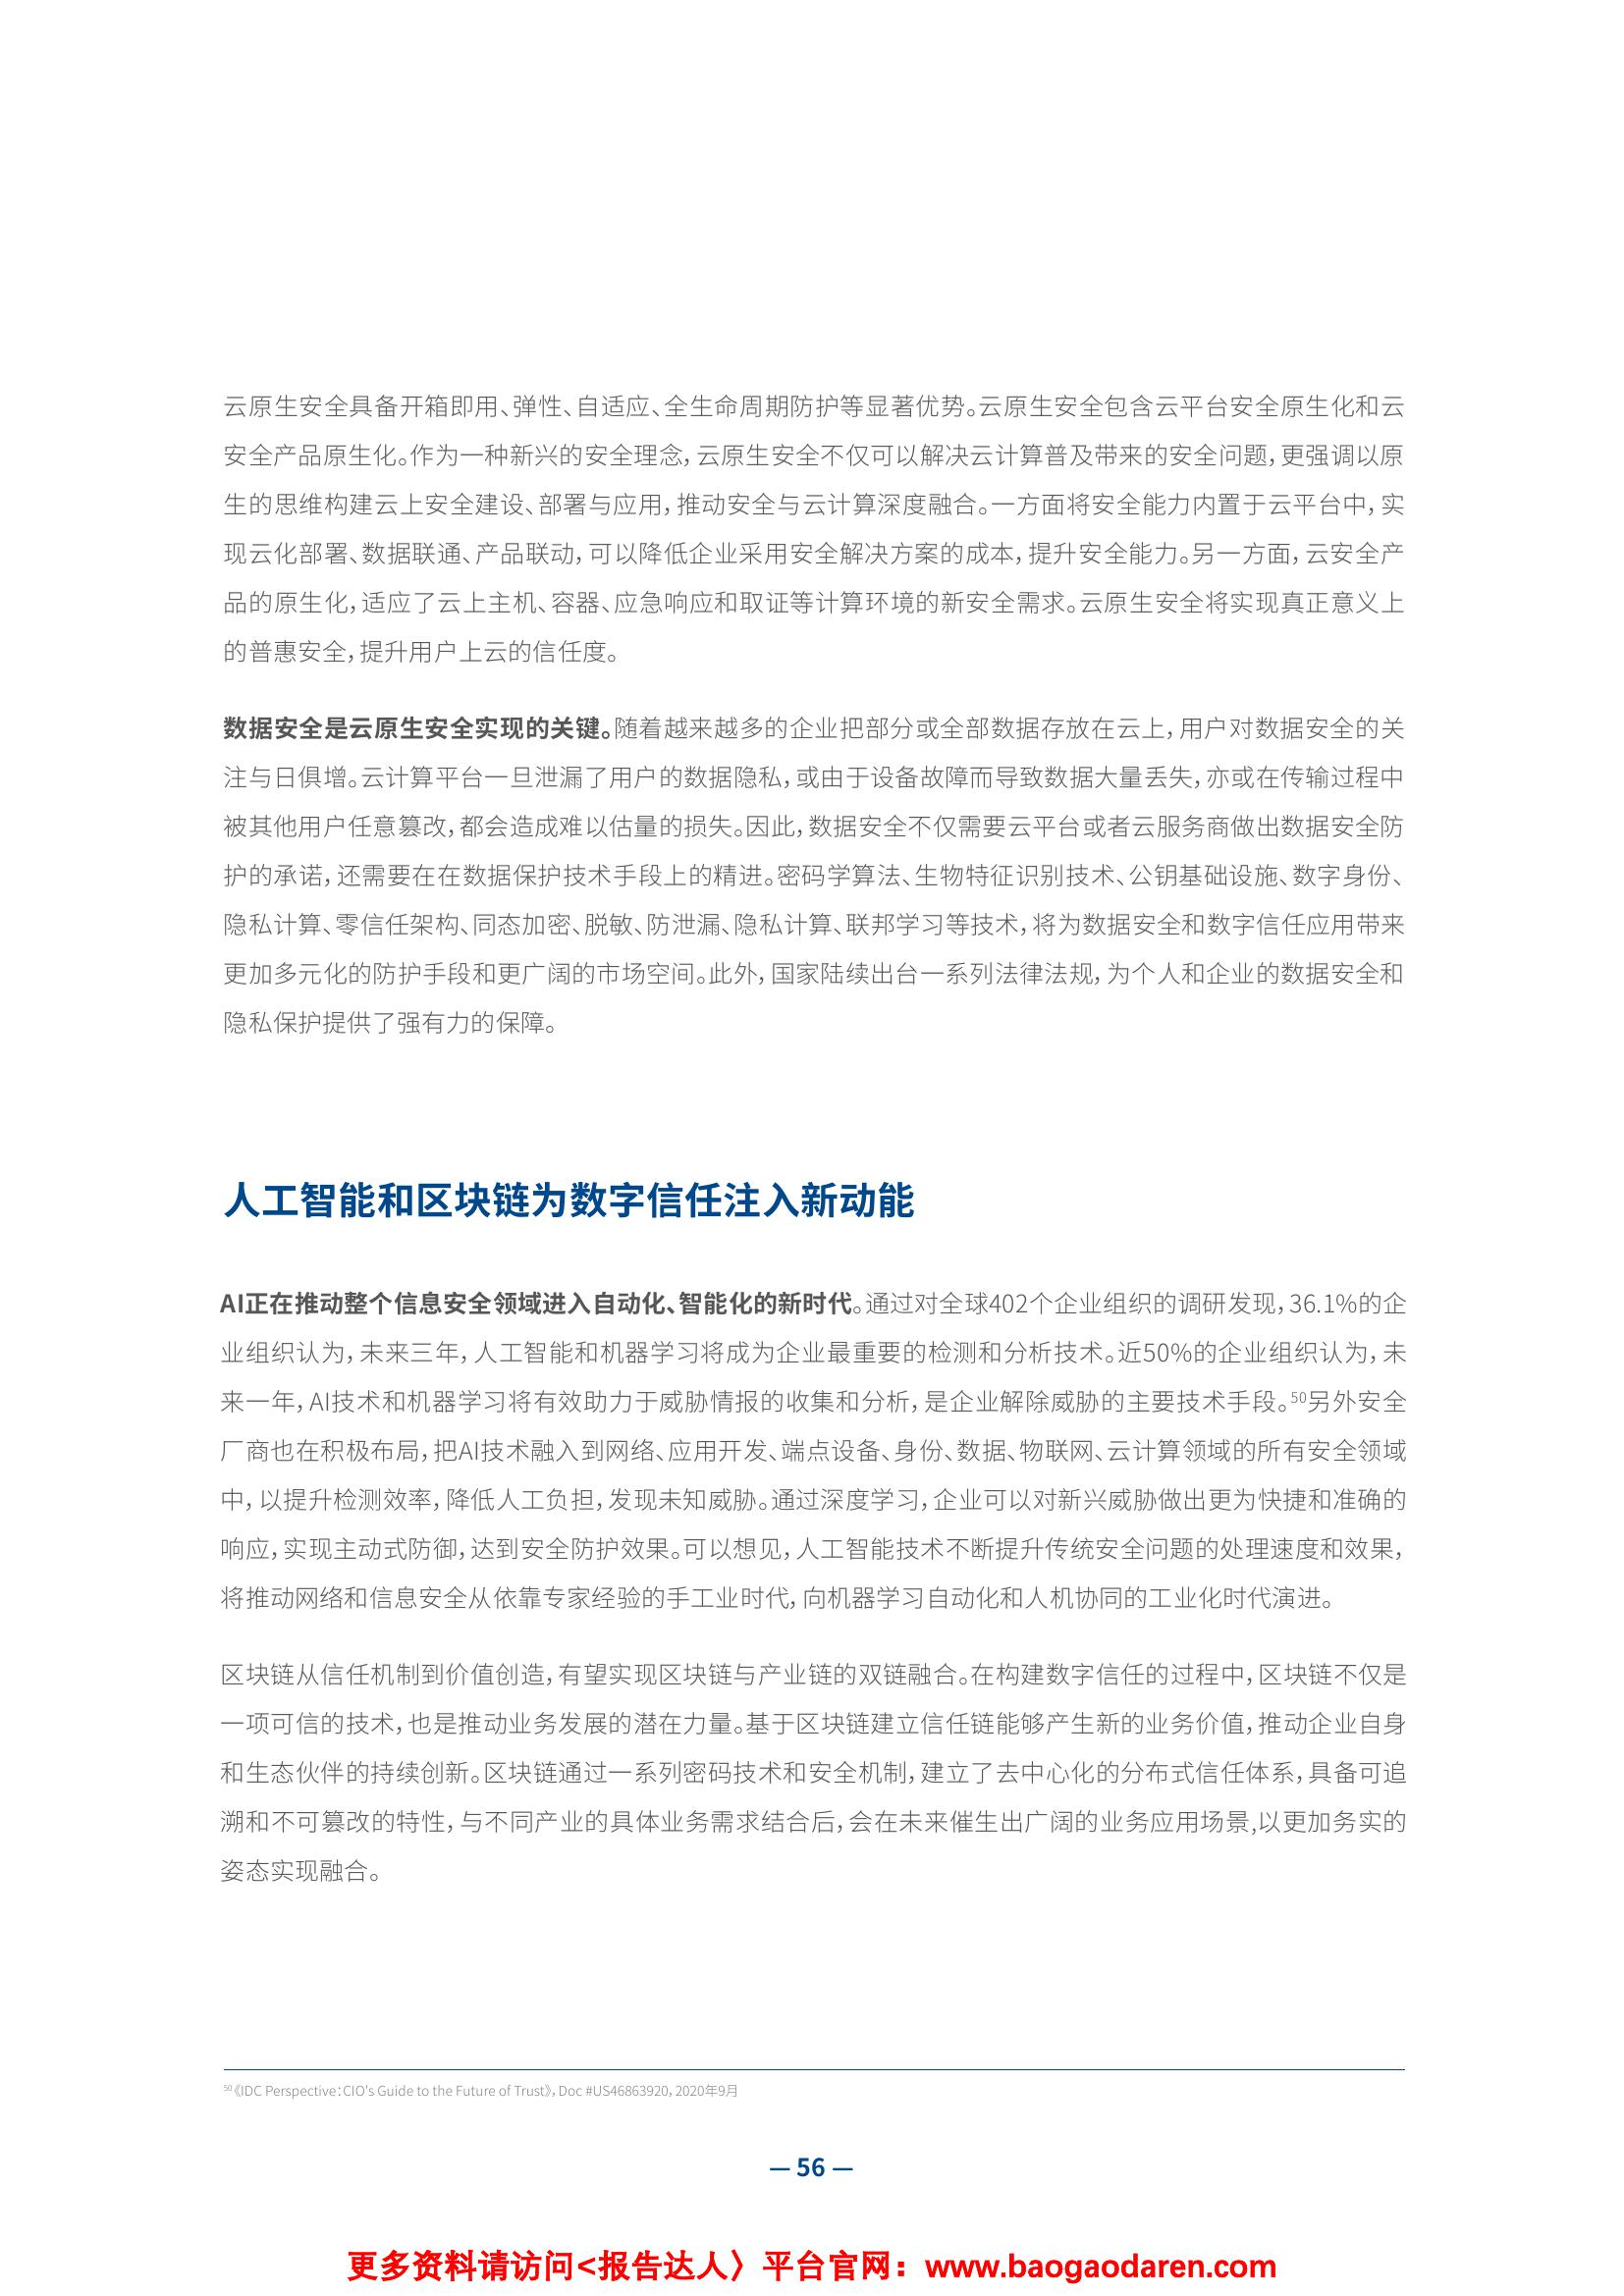 云原生安全具备开箱即用、弹性、自适应、全生命周期防护等显著优势。云原生安全包含云平台安全原生化和云
安全产品原生化。作为一种新兴的安全理念，云原生安全不仅可以解决云计算普及带来的安全问题，更强调以原
生的思维构建云上安全建设、部署与应用，推动安全与云计算深度融合。一方面将安全能力内置于云平台中，实
现云化部署、数据联通、产品联动，可以降低企业采用安全解决方案的成本，提升安全能力。另一方面，云安全产
品的原生化，适应了云上主机、容器、应急响应和取证等计算环境的新安全需求。云原生安全将实现真正意义上
的普惠安全，提升用户上云的信任度。
数据安全是云原生安全实现的关键。随着越来越多的企业把部分或全部数据存放在云上，用户对数据安全的关
注与日俱增。云计算平台一旦泄漏了用户的数据隐私，或由于设备故障而导致数据大量丢失，亦或在传输过程中
被其他用户任意篡改，都会造成难以估量的损失。因此，数据安全不仅需要云平台或者云服务商做出数据安全防
护的承诺，还需要在在数据保护技术手段上的精进。密码学算法、生物特征识别技术、公钥基础设施、数字身份、
隐私计算、零信任架构、同态加密、脱敏、防泄漏、隐私计算、联邦学习等技术，将为数据安全和数字信任应用带来
更加多元化的防护手段和更广阔的市场空间。此外，国家陆续出台一系列法律法规，为个人和企业的数据安全和
隐私保护提供了强有力的保障。
人工智能和区块链为数字信任注入新动能
AI正在推动整个信息安全领域进入自动化、智能化的新时代。通过对全球402个企业组织的调研发现，36.1%的企
业组织认为，未来三年，人工智能和机器学习将成为企业最重要的检测和分析技术。近50%的企业组织认为，未
来一年，AI技术和机器学习将有效助力于威胁情报的收集和分析，是企业解除威胁的主要技术手段。50另外安全
厂商也在积极布局，把AI技术融入到网络、应用开发、端点设备、身份、数据、物联网、云计算领域的所有安全领域
中，以提升检测效率，降低人工负担，发现未知威胁。通过深度学习，企业可以对新兴威胁做出更为快捷和准确的
响应，实现主动式防御，达到安全防护效果。可以想见，人工智能技术不断提升传统安全问题的处理速度和效果，
将推动网络和信息安全从依靠专家经验的手工业时代，向机器学习自动化和人机协同的工业化时代演进。
区块链从信任机制到价值创造，有望实现区块链与产业链的双链融合。在构建数字信任的过程中，区块链不仅是
一项可信的技术，也是推动业务发展的潜在力量。基于区块链建立信任链能够产生新的业务价值，推动企业自身
和生态伙伴的持续创新。区块链通过一系列密码技术和安全机制，建立了去中心化的分布式信任体系，具备可追
溯和不可篡改的特性，与不同产业的具体业务需求结合后，会在未来催生出广阔的业务应用场景,以更加务实的
姿态实现融合。
50《IDC Perspective：CIO's Guide to the Future of Trust》，Doc #US46863920，2020年9月
— 56 —
更多资料请访问<报告达人〉平台官网：www.baogaodaren.com